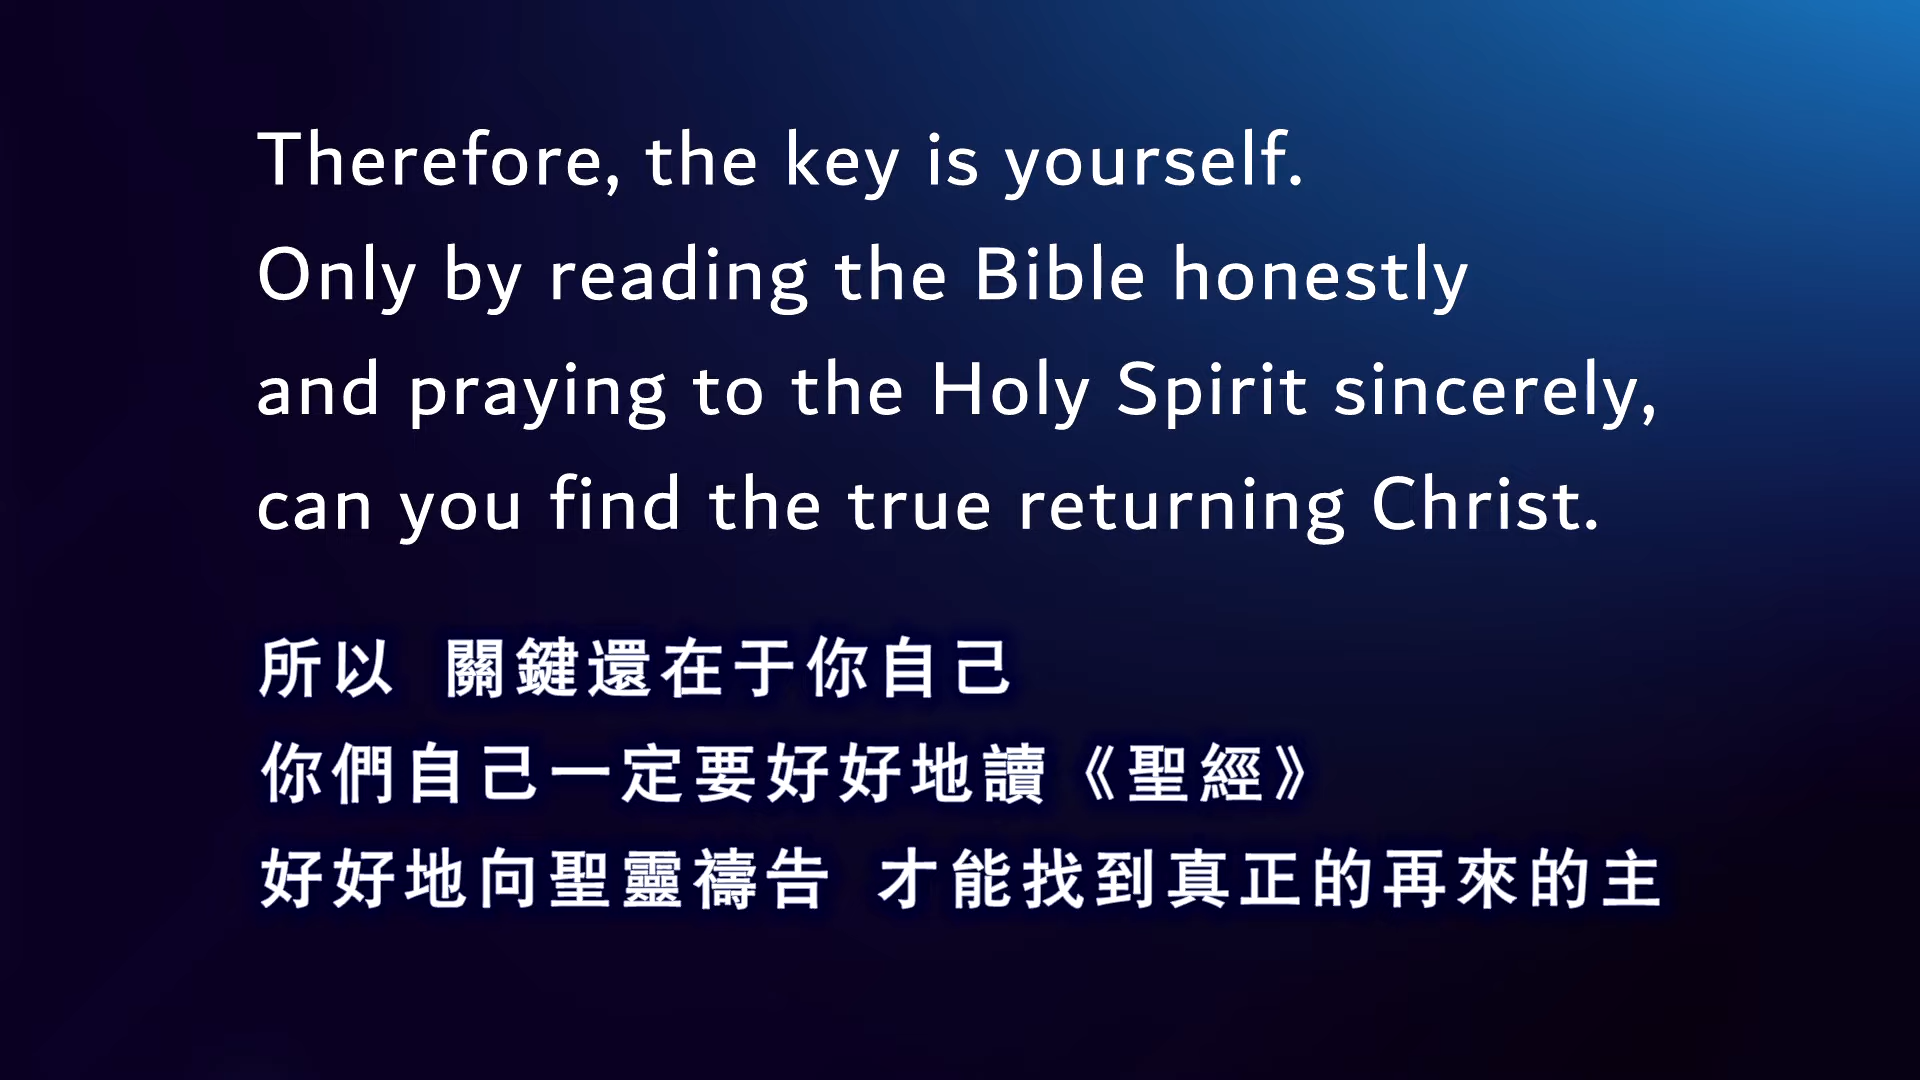 Therefore, the key is yourself.
Only by reading the Bible honestly
and praying to the Holy Spirit sincerely,
can you find the true returning Christ.
所以 關鍵還在于你自己
你們自己一定要好好地讀《聖經》
好好地向聖靈禱告 才能找到真正的再來的主